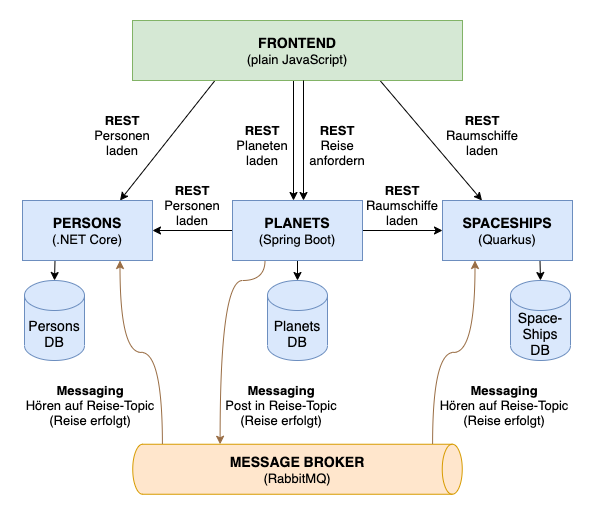 FRONTEND
(plain JavaScript)
REST
Personen
laden
REST
Planeten
laden
REST
Reise
anfordern
REST
Raumschiffe
laden
REST
Personen
laden
REST
Raumschiffe
laden
PERSONS
(.NET Core)
PLANETS
(Spring Boot)
SPACESHIPS
(Quarkus)
Persons
DB
Planets
DB
Space-
Ships
DB
Messaging
Hören auf Reise-Topic
(Reise erfolgt)
Messaging
Post in Reise-Topic
(Reise erfolgt)
Messaging
Hören auf Reise-Topic
(Reise erfolgt)
MESSAGE BROKER
(RabbitMQ)